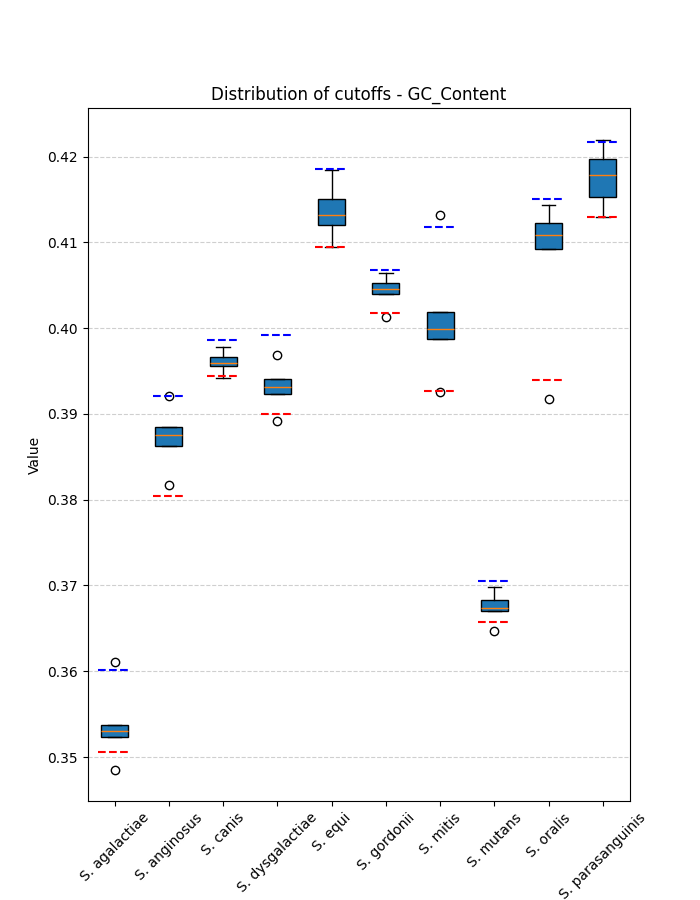 Distribution of cutoffs - GC_Content
Value
0.42
0.41
0.40
0.39
0.38
0.37
0.36
0.35
S. agalactiae
S. anginosus
S. canis
S. dysgalactiae
S. equi
S. gordonii
S. mitis
S. mutans
S. oralis
S. parasanguinis